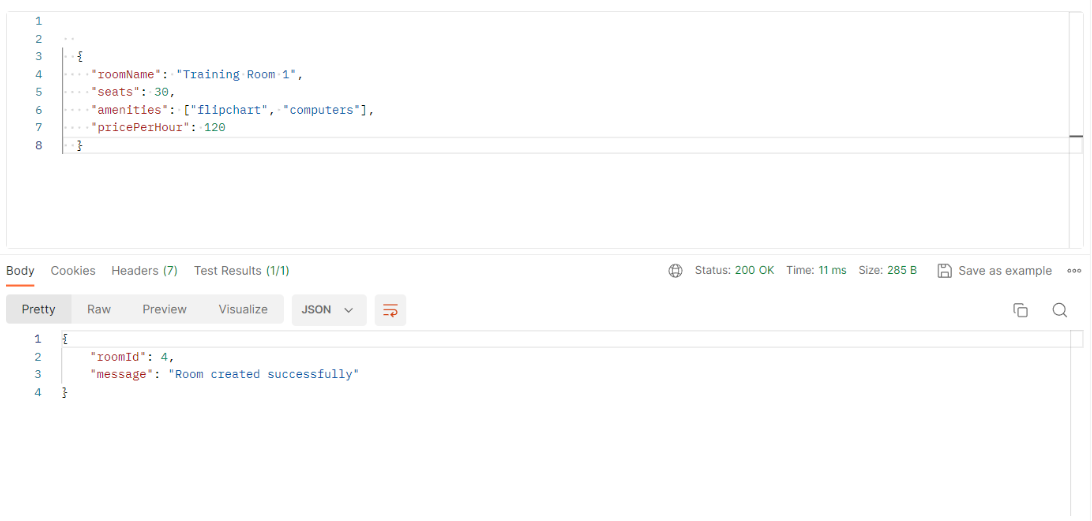 1
2
3 {
4 "roomName": "Training Room 1",
5 "seats": 30,
6 "amenities": ["flipchart", "computers"],
7 "pricePerHour": 120
8 }
Body Cookies Headers (7) Test Results (1/1) Status: 200 OK Time: 11 ms Size: 285 B Save as example
Pretty Raw Preview Visualize JSON
1 {
2 "roomId": 4,
3 "message": "Room created successfully"
4 }